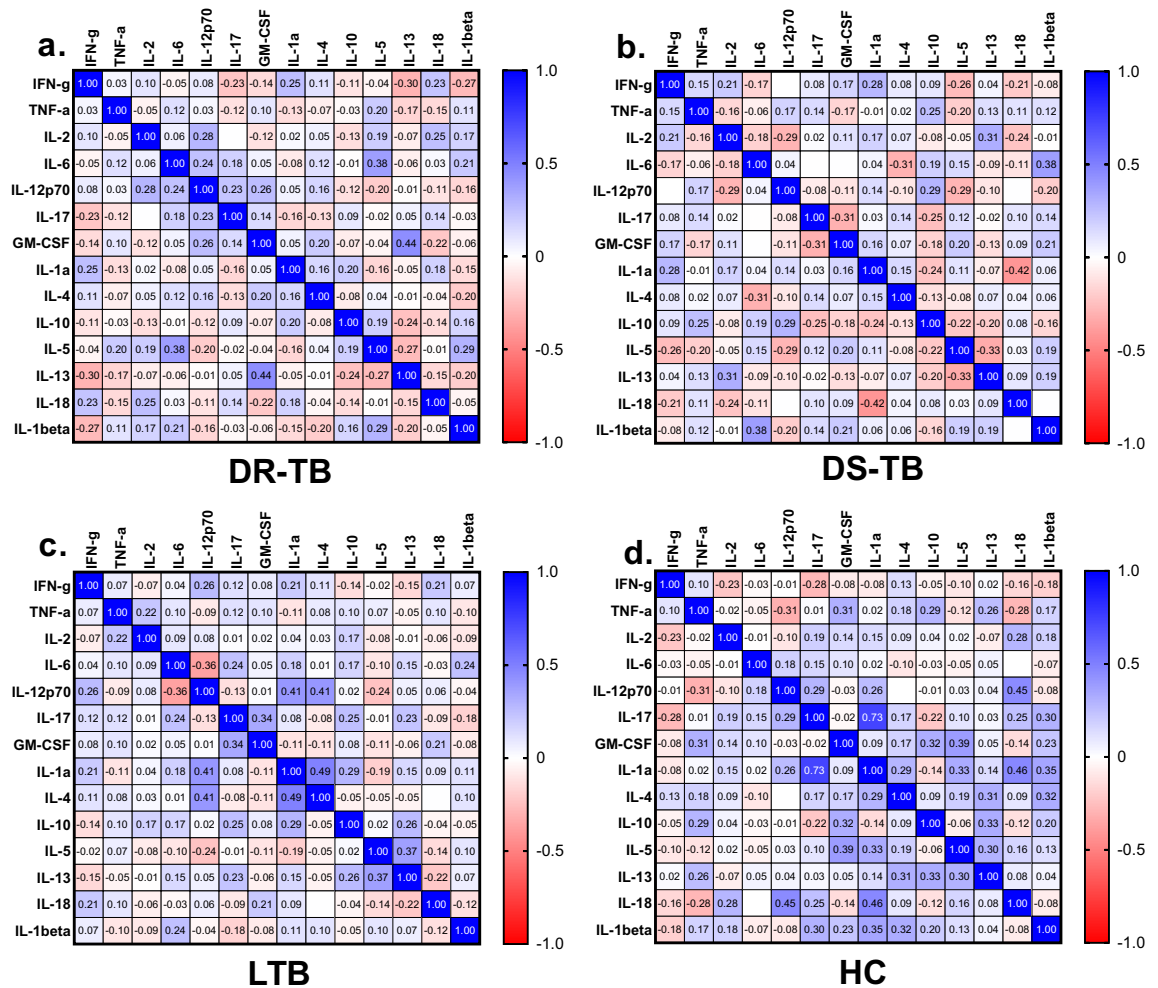 a.
IFN-g TNF-a IL-2 IL-6 IL-12p70 IL-17 GM-CSF IL-1a IL-4 IL-10 IL-5 IL-13 IL-18 IL-1beta
IFN-g 1.00 0.03 0.10 -0.05 0.08 -0.23 -0.14 0.25 0.11 -0.11 -0.04 -0.30 0.23 -0.27
TNF-a 0.03 1.00 -0.05 0.12 0.03 -0.12 0.10 -0.13 -0.07 -0.03 0.20 -0.17 -0.15 0.11
IL-2 0.10 -0.05 1.00 0.06 0.28 -0.12 0.02 0.05 -0.13 0.19 -0.07 0.25 0.17
IL-6 -0.05 0.12 0.06 1.00 0.24 0.18 0.05 -0.08 0.12 -0.01 0.38 -0.06 0.03 0.21
IL-12p70 0.08 0.03 0.28 0.24 1.00 0.23 0.26 0.05 0.16 -0.12 -0.20 -0.01 -0.11 -0.16
IL-17 -0.23 -0.12 0.18 0.23 1.00 0.14 -0.16 -0.13 0.09 -0.02 0.05 0.14 -0.03
GM-CSF -0.14 0.10 -0.12 0.05 0.26 0.14 1.00 0.05 0.20 -0.07 -0.04 0.44 -0.22 -0.06
IL-1a 0.25 -0.13 0.02 -0.08 0.05 -0.16 0.05 1.00 0.16 0.20 -0.16 -0.05 0.18 -0.15
IL-4 0.11 -0.07 0.05 0.12 0.16 -0.13 0.20 0.16 1.00 -0.08 0.04 -0.01 -0.04 -0.20
IL-10 -0.11 -0.03 -0.13 -0.01 -0.12 0.09 -0.07 0.20 -0.08 1.00 0.19 -0.24 -0.14 0.16
IL-5 -0.04 0.20 0.19 0.38 -0.20 -0.02 -0.04 -0.16 0.04 0.19 1.00 -0.27 -0.01 0.29
IL-13 -0.30 -0.17 -0.07 -0.06 -0.01 0.05 0.44 -0.05 -0.01 -0.24 -0.27 1.00 -0.15 -0.20
IL-18 0.23 -0.15 0.25 0.03 -0.11 0.14 -0.22 0.18 -0.04 -0.14 -0.01 -0.15 1.00 -0.05
IL-1beta -0.27 0.11 0.17 0.21 -0.16 -0.03 -0.06 -0.15 -0.20 0.16 0.29 -0.20 -0.05 1.00
1.0
0.5
0
-0.5
-1.0
DR-TB
b.
IFN-g TNF-a IL-2 IL-6 IL-12p70 IL-17 GM-CSF IL-1a IL-4 IL-10 IL-5 IL-13 IL-18 IL-1beta
IFN-g 1.00 0.15 0.21 -0.17 0.08 0.17 0.28 0.08 0.09 -0.26 0.04 -0.21 -0.08
TNF-a 0.15 1.00 -0.16 -0.06 0.17 0.14 -0.17 -0.01 0.02 0.25 -0.20 0.13 0.11 0.12
IL-2 0.21 -0.16 1.00 -0.18 -0.29 0.02 0.11 0.17 0.07 -0.08 -0.05 0.31 -0.24 -0.01
IL-6 -0.17 -0.06 -0.18 1.00 0.04 0.04 -0.31 0.19 0.15 -0.09 -0.11 0.38
IL-12p70 0.17 -0.29 0.04 1.00 -0.08 -0.11 0.14 -0.10 0.29 -0.29 -0.10 -0.20
IL-17 0.08 0.14 0.02 -0.08 1.00 -0.31 0.03 0.14 -0.25 0.12 -0.02 0.10 0.14
GM-CSF 0.17 -0.17 0.11 -0.11 -0.31 1.00 0.16 0.07 -0.18 0.20 -0.13 0.09 0.21
IL-1a 0.28 -0.01 0.17 0.04 0.14 0.03 0.16 1.00 0.15 -0.24 0.11 -0.07 -0.42 0.06
IL-4 0.08 0.02 0.07 -0.31 -0.10 0.14 0.07 0.15 1.00 -0.13 -0.08 0.07 0.04 0.06
IL-10 0.09 0.25 -0.08 0.19 0.29 -0.25 -0.18 -0.24 -0.13 1.00 -0.22 -0.20 0.08 -0.16
IL-5 -0.26 -0.20 -0.05 0.15 -0.29 0.12 0.20 0.11 -0.08 -0.22 1.00 -0.33 0.03 0.19
IL-13 0.04 0.13 0.31 -0.09 -0.10 -0.02 -0.13 -0.07 0.07 -0.20 -0.33 1.00 0.09 0.19
IL-18 -0.21 0.11 -0.24 -0.11 0.10 0.09 -0.42 0.04 0.08 0.03 0.09 1.00
IL-1beta -0.08 0.12 -0.01 0.38 -0.20 0.14 0.21 0.06 0.06 -0.16 0.19 0.19 1.00
1.0
0.5
0
-0.5
-1.0
DS-TB
c.
IFN-g TNF-a IL-2 IL-6 IL-12p70 IL-17 GM-CSF IL-1a IL-4 IL-10 IL-5 IL-13 IL-18 IL-1beta
IFN-g 1.00 0.07 -0.07 0.04 0.26 0.12 0.08 0.21 0.11 -0.14 -0.02 -0.15 0.21 0.07
TNF-a 0.07 1.00 0.22 0.10 -0.09 0.12 0.10 -0.11 0.08 0.10 0.07 -0.05 0.10 -0.10
IL-2 -0.07 0.22 1.00 0.09 0.08 0.01 0.02 0.04 0.03 0.17 -0.08 -0.01 -0.06 -0.09
IL-6 0.04 0.10 0.09 1.00 -0.36 0.24 0.05 0.18 0.01 0.17 -0.10 0.15 -0.03 0.24
IL-12p70 0.26 -0.09 0.08 -0.36 1.00 -0.13 0.01 0.41 0.41 0.02 -0.24 0.05 0.06 -0.04
IL-17 0.12 0.12 0.01 0.24 -0.13 1.00 0.34 0.08 -0.08 0.25 -0.01 0.23 -0.09 -0.18
GM-CSF 0.08 0.10 0.02 0.05 0.01 0.34 1.00 -0.11 -0.11 0.08 -0.11 -0.06 0.21 -0.08
IL-1a 0.21 -0.11 0.04 0.18 0.41 0.08 -0.11 1.00 0.49 0.29 -0.19 0.15 0.09 0.11
IL-4 0.11 0.08 0.03 0.01 0.41 -0.08 -0.11 0.49 1.00 -0.05 -0.05 -0.05 0.10
IL-10 -0.14 0.10 0.17 0.17 0.02 0.25 0.08 0.29 -0.05 1.00 0.02 0.26 -0.04 -0.05
IL-5 -0.02 0.07 -0.08 -0.10 -0.24 -0.01 -0.11 -0.19 -0.05 0.02 1.00 0.37 -0.14 0.10
IL-13 -0.15 -0.05 -0.01 0.15 0.05 0.23 -0.06 0.15 -0.05 0.26 0.37 1.00 -0.22 0.07
IL-18 0.21 0.10 -0.06 -0.03 0.06 -0.09 0.21 0.09 -0.04 -0.14 -0.22 1.00 -0.12
IL-1beta 0.07 -0.10 -0.09 0.24 -0.04 -0.18 -0.08 0.11 0.10 -0.05 0.10 0.07 -0.12 1.00
1.0
0.5
0
-0.5
-1.0
LTB
d.
IFN-g TNF-a IL-2 IL-6 IL-12p70 IL-17 GM-CSF IL-1a IL-4 IL-10 IL-5 IL-13 IL-18 IL-1beta
IFN-g 1.00 0.10 -0.23 -0.03 -0.01 -0.28 -0.08 -0.08 0.13 -0.05 -0.10 0.02 -0.16 -0.18
TNF-a 0.10 1.00 -0.02 -0.05 -0.31 0.01 0.31 0.02 0.18 0.29 -0.12 0.26 -0.28 0.17
IL-2 -0.23 -0.02 1.00 -0.01 -0.10 0.19 0.14 0.15 0.09 0.04 0.02 -0.07 0.28 0.18
IL-6 -0.03 -0.05 -0.01 1.00 0.18 0.15 0.10 0.02 -0.10 -0.02 -0.02 0.05 -0.07
IL-12p70 -0.01 -0.31 -0.10 0.18 1.00 0.29 -0.03 0.26 -0.01 0.03 0.04 0.45 -0.08
IL-17 -0.28 0.01 0.19 0.15 0.29 1.00 -0.02 0.73 0.17 -0.22 0.10 0.03 0.25 0.30
GM-CSF -0.08 0.31 0.14 0.10 -0.03 -0.02 1.00 0.09 0.17 0.32 0.39 0.05 -0.14 0.23
IL-1a -0.08 0.02 0.15 0.02 0.26 0.73 0.09 1.00 0.29 -0.14 0.33 0.14 0.46 0.35
IL-4 0.13 0.18 0.09 -0.10 0.17 0.17 0.29 1.00 0.09 0.19 0.31 0.09 0.32
IL-10 -0.05 0.29 0.04 -0.02 -0.01 -0.22 0.32 -0.14 0.09 1.00 -0.06 0.33 -0.12 0.20
IL-5 -0.10 -0.12 0.02 -0.02 0.03 0.10 0.39 0.33 0.19 -0.06 1.00 0.30 0.16 0.13
IL-13 0.02 0.26 -0.07 0.05 0.04 0.03 0.05 0.14 0.31 0.33 0.30 1.00 0.08 0.04
IL-18 -0.16 -0.28 0.28 0.45 0.25 -0.14 0.46 0.09 -0.12 0.16 0.08 1.00 -0.08
IL-1beta -0.18 0.17 0.18 -0.07 -0.08 0.30 0.23 0.35 0.32 0.20 0.13 0.04 -0.08 1.00
1.0
0.5
0
-0.5
-1.0
HC